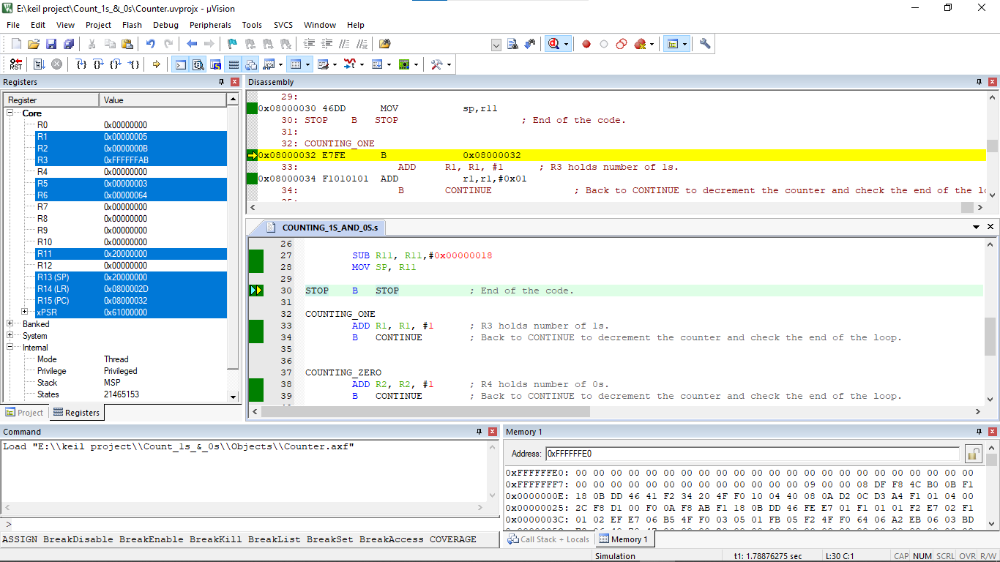 E:\keil project\Count_1s_&_0s\Counter.uvprojx - µVision
File Edit View Project Flash Debug Peripherals Tools SVCS Window Help
RST
Registers
Register Value
Core
R0 0x00000000
R1 0x00000005
R2 0x0000000B
R3 0xFFFFFFAB
R4 0x00000000
R5 0x00000003
R6 0x00000064
R7 0x00000000
R8 0x00000000
R9 0x00000000
R10 0x00000000
R11 0x20000000
R12 0x00000000
R13 (SP) 0x20000000
R14 (LR) 0x0800002D
R15 (PC) 0x08000032
xPSR 0x61000000
Banked
System
Internal
Mode Thread
Privilege Privileged
Stack MSP
States 21465153
Project Registers
Disassembly
29:
0x08000030 46DD MOV sp,r11
30: STOP B STOP ; End of the code.
31:
32: COUNTING_ONE
0x08000032 E7FE B 0x08000032
33: ADD R1, R1, #1 ; R3 holds number of 1s.
0x08000034 F1010101 ADD r1,r1,#0x01
34: B CONTINUE ; Back to CONTINUE to decrement the counter and check the end of the lo
COUNTING_1S_AND_0S.s
26
27 SUB R11, R11,#0x00000018
28 MOV SP, R11
29
30 STOP B STOP ; End of the code.
31
32 COUNTING_ONE
33 ADD R1, R1, #1 ; R3 holds number of 1s.
34 B CONTINUE ; Back to CONTINUE to decrement the counter and check the end of the loop.
35
36
37 COUNTING_ZERO
38 ADD R2, R2, #1 ; R4 holds number of 0s.
39 B CONTINUE ; Back to CONTINUE to decrement the counter and check the end of the loop.
Command
Load "E:\\keil project\\Count_1s_&_0s\\Objects\\Counter.axf"
>
ASSIGN BreakDisable BreakEnable BreakKill BreakList BreakSet BreakAccess COVERAGE
Memory 1
Address: 0xFFFFFFE0
0xFFFFFFE0: 00 00 00 00 00 00 00 00 00 00 00 00 00 00 00 00 00 00 00 00 00 00 00
0xFFFFFFF7: 00 00 00 00 00 00 00 00 00 00 00 00 00 09 00 00 08 DF F8 4C B0 0B F1
0x0000000E: 18 0B DD 46 41 F2 34 20 4F F0 10 04 40 08 0A D2 0C D3 A4 F1 01 04 00
0x00000025: 2C F8 D1 00 F0 0A F8 AB F1 18 0B DD 46 FE E7 01 F1 01 01 F2 E7 02 F1
0x0000003C: 01 02 EF E7 06 B5 4F F0 03 05 01 FB 05 F2 4F F0 64 06 A2 EB 06 03 BD
Call Stack + Locals Memory 1
Simulation t1: 1.78876275 sec L:30 C:1 CAP NUM SCRL OVR R/W